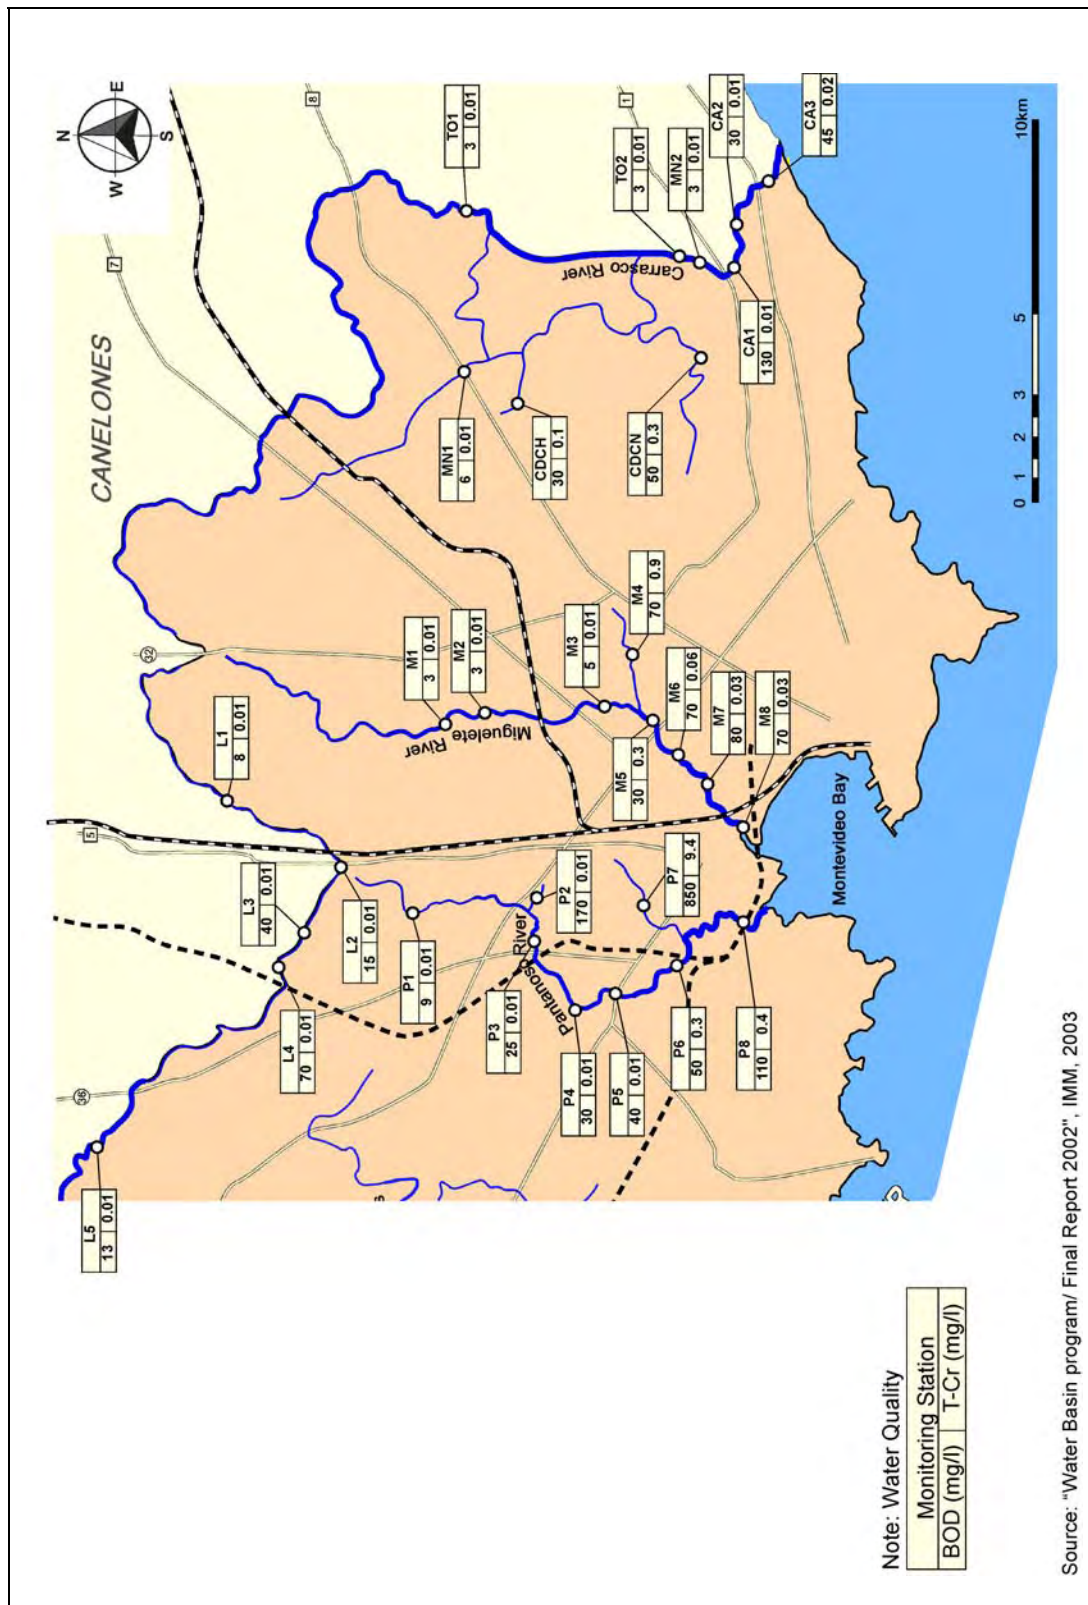 N
E
W
S
CANELONES
7
8
1
32
5
36
TO1
3 0.01
TO2
3 0.01
MN2
3 0.01
CA2
30 0.01
CA3
45 0.02
Carrasco River
CA1
130 0.01
MN1
6 0.01
CDCH
30 0.1
CDCN
50 0.3
M1
3 0.01
M2
3 0.01
M3
5 0.01
M4
70 0.9
Miguelete River
M5
30 0.3
M6
70 0.06
M7
80 0.03
M8
70 0.03
L1
8 0.01
L2
15 0.01
L3
40 0.01
L4
70 0.01
L5
13 0.01
P1
9 0.01
P2
170 0.01
P3
25 0.01
Pantanos River
P4
30 0.01
P5
40 0.01
P6
50 0.3
P7
850 9.4
P8
110 0.4
Montevideo Bay
0 1 2 3 5 10km
Note: Water Quality
Monitoring Station
BOD (mg/l) T-Cr (mg/l)
Source: "Water Basin program/ Final Report 2002", IMM, 2003